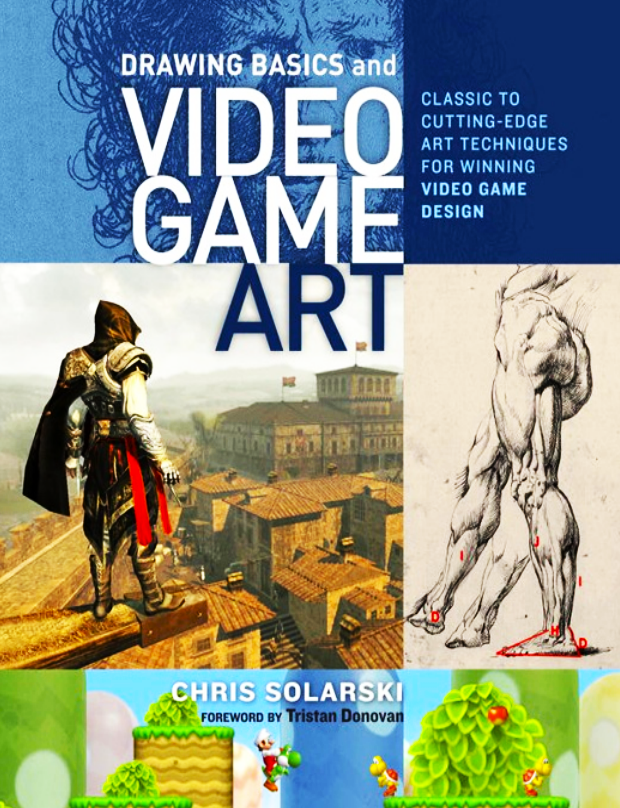 DRAWING BASICS and
VIDEO
GAME
ART
CLASSIC TO
CUTTING-EDGE
ART TECHNIQUES
FOR WINNING
VIDEO GAME
DESIGN
I
J
I
D
H
D
CHRIS SOLARSKI
FOREWORD BY Tristan Donovan